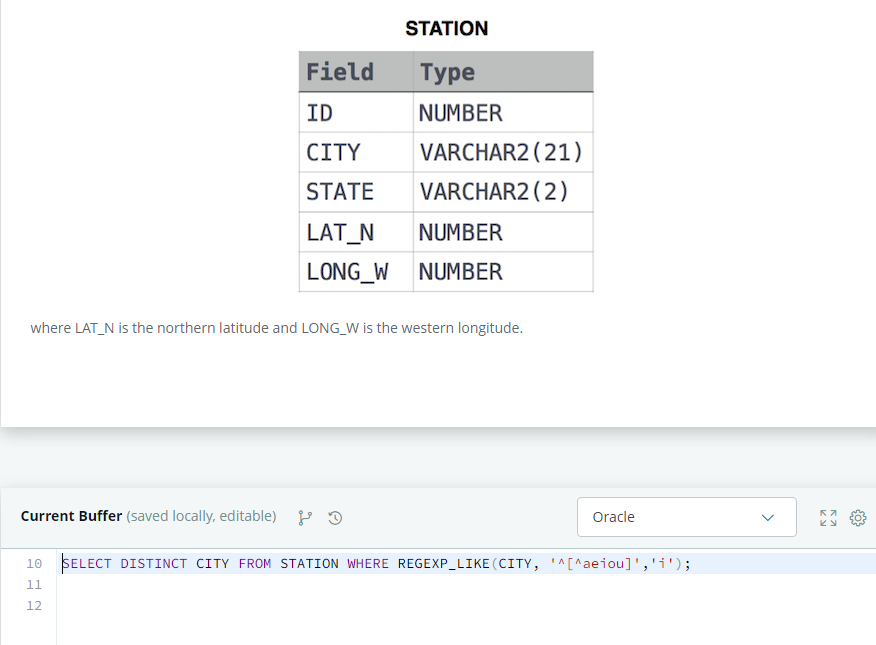 STATION
Field Type
ID NUMBER
CITY VARCHAR2(21)
STATE VARCHAR2(2)
LAT_N NUMBER
LONG_W NUMBER
where LAT_N is the northern latitude and LONG_W is the western longitude.
Current Buffer (saved locally, editable) Oracle
10 SELECT DISTINCT CITY FROM STATION WHERE REGEXP_LIKE(CITY, '^[^aeiou]','i');
11
12